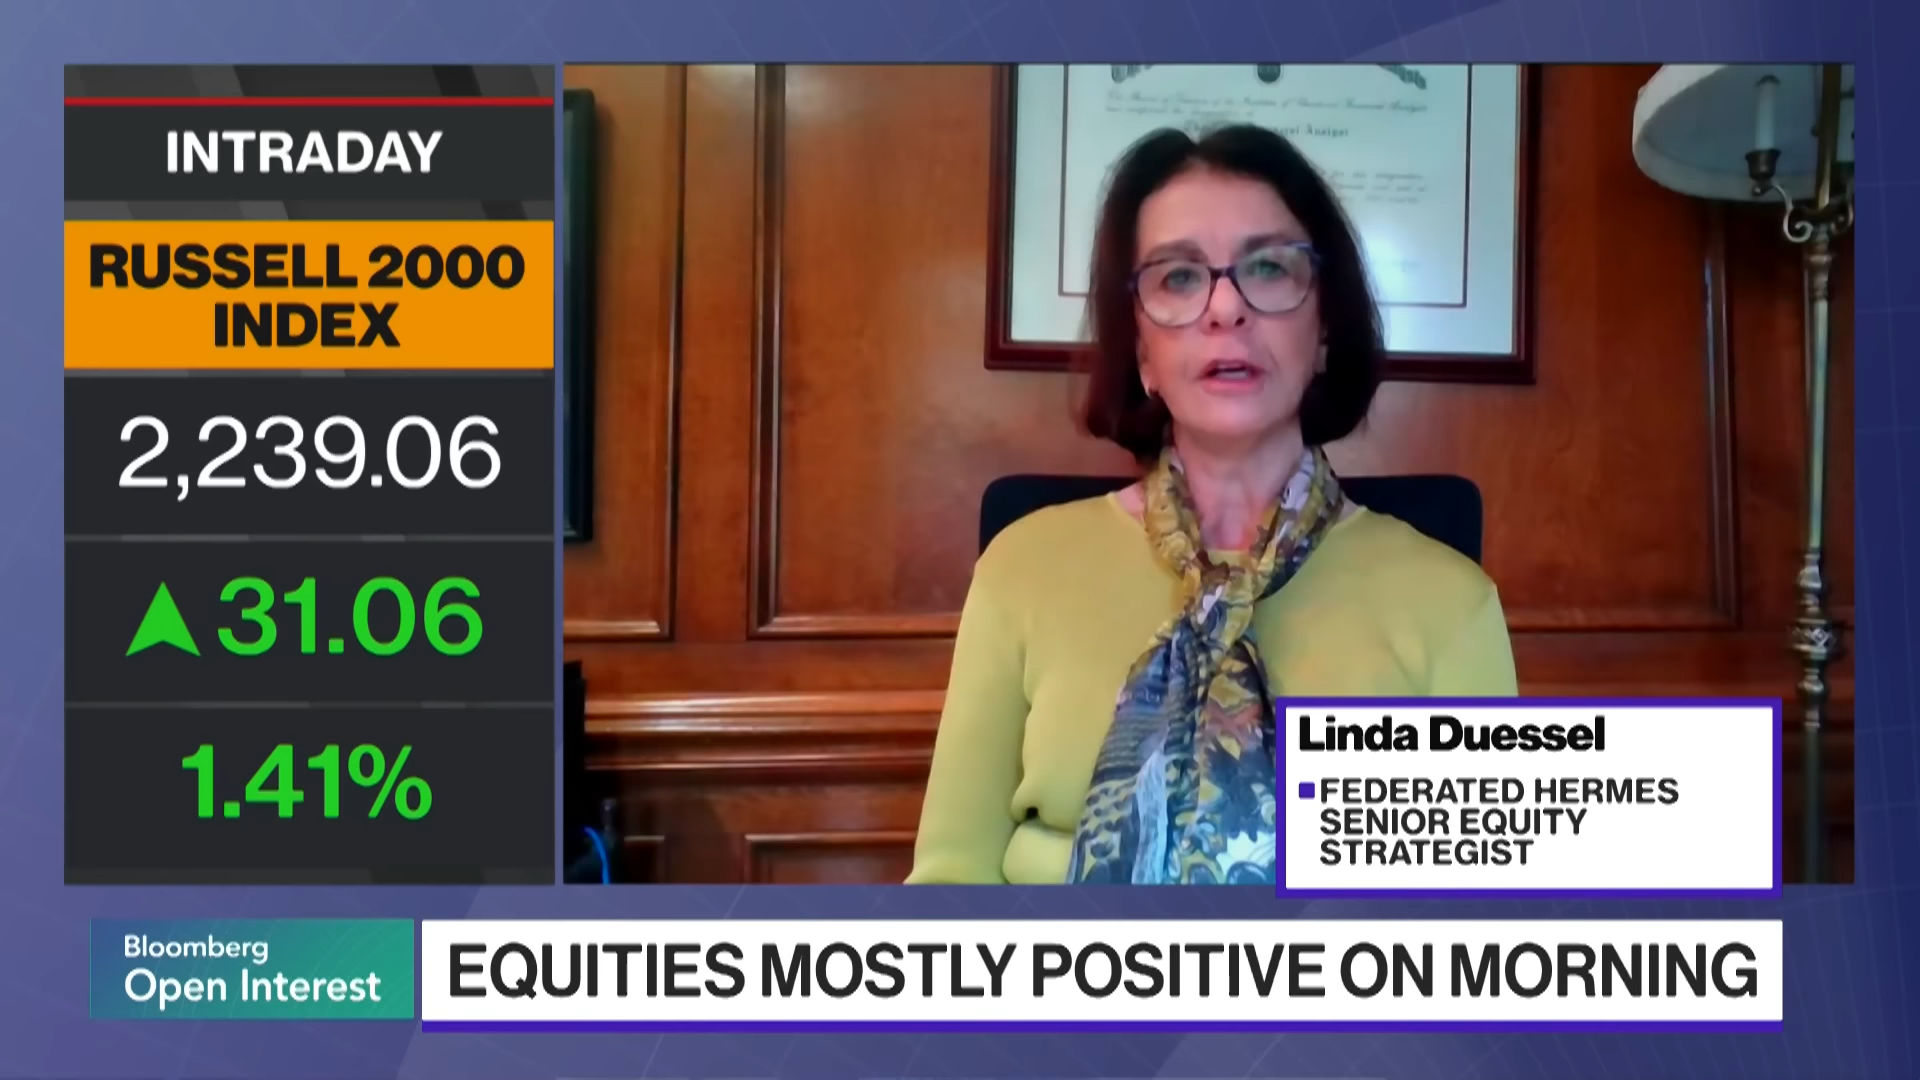 INTRADAY
RUSSELL 2000
INDEX
2,239.06
▲31.06
1.41%
Analyst
Linda Duessel
FEDERATED HERMES
SENIOR EQUITY
STRATEGIST
Bloomberg
Open Interest
EQUITIES MOSTLY POSITIVE ON MORNING